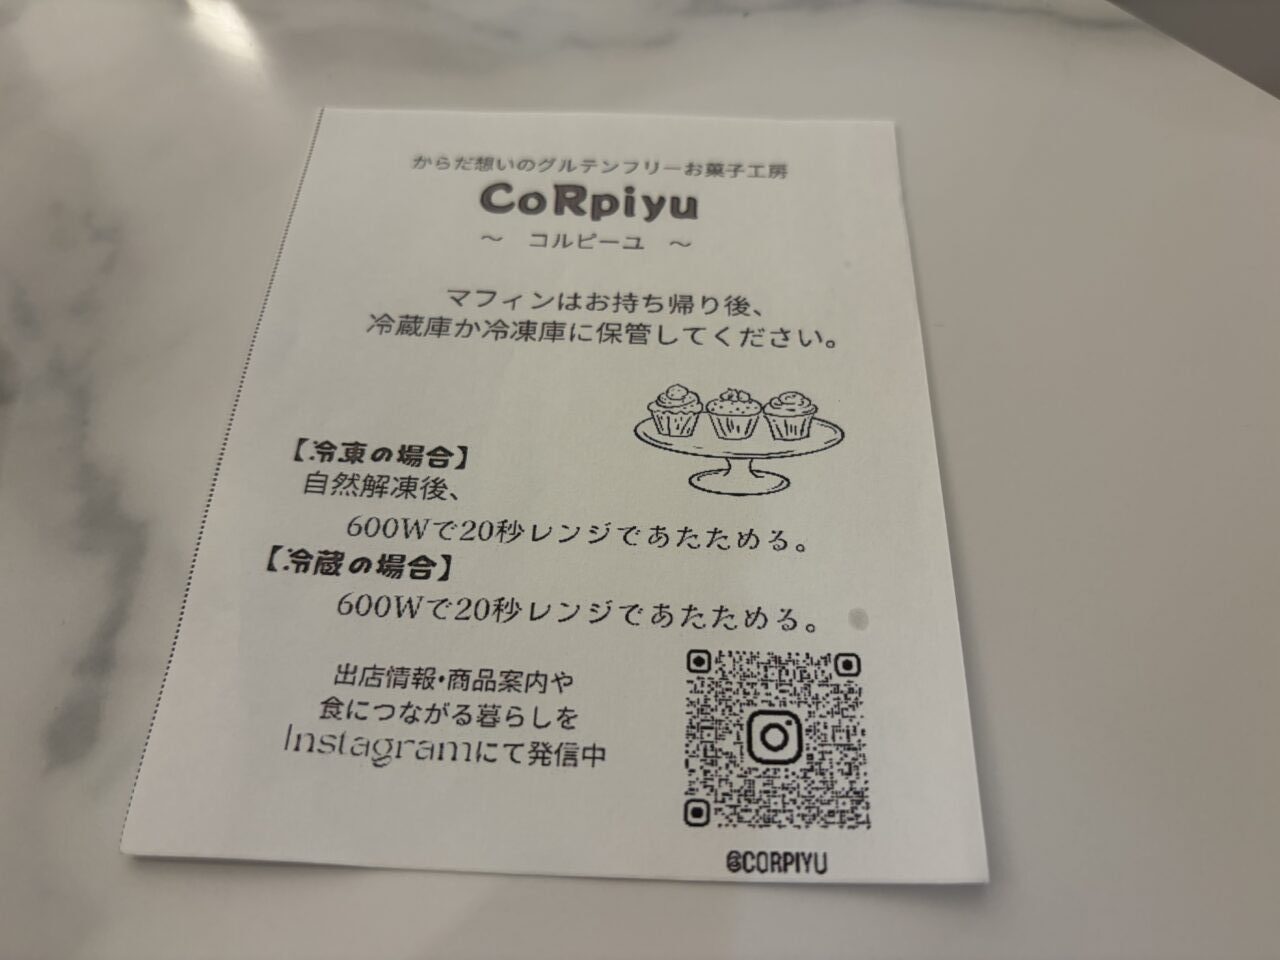 からだ想いのグルテンフリーお菓子工房
CoRpiyu
～ コルピーユ ～
マフィンはお持ち帰り後、
冷蔵庫か冷凍庫に保管してください。
【冷凍の場合】
自然解凍後、
600Wで20秒レンジであたためる。
【冷蔵の場合】
600Wで20秒レンジであたためる。
出店情報・商品案内や
食につながる暮らしを
Instagramにて発信中
@CORPIYU